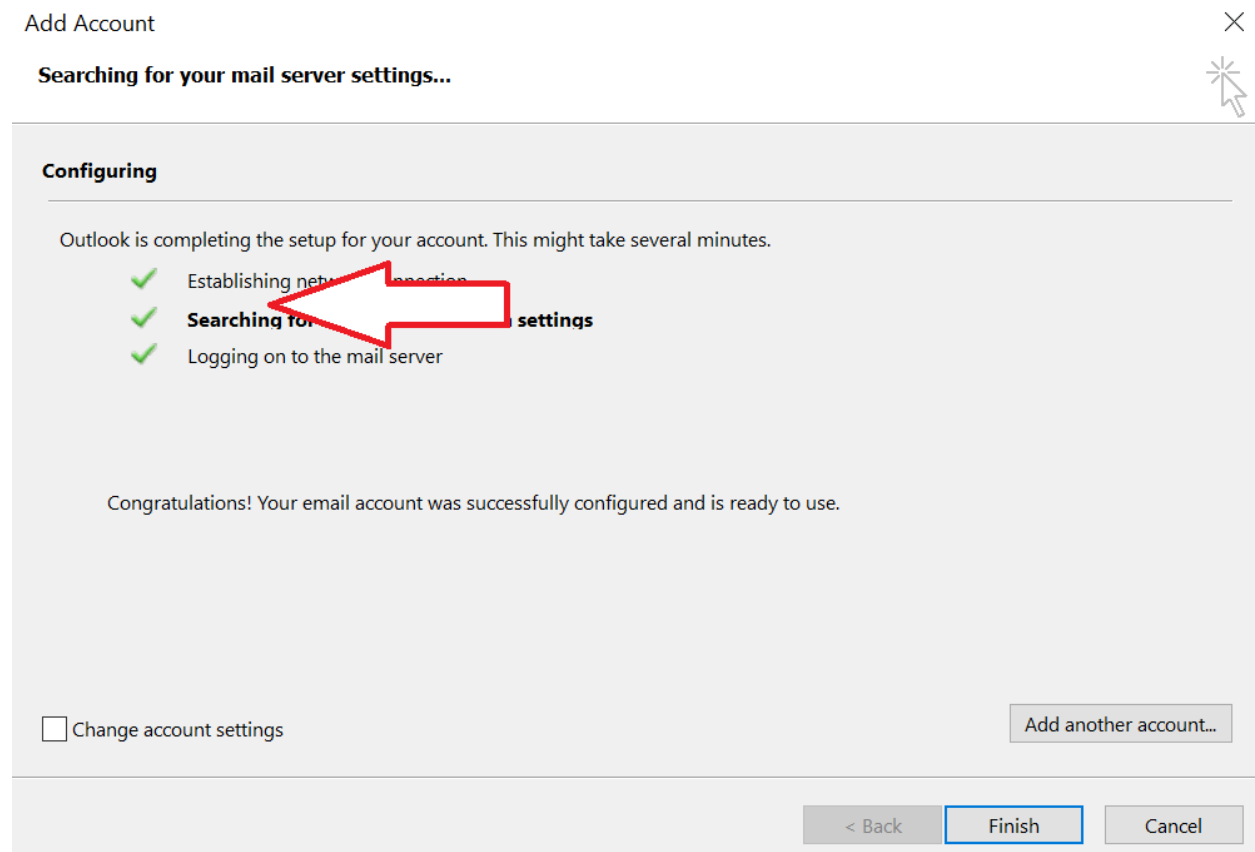 Add Account
Searching for your mail server settings...
Configuring
Outlook is completing the setup for your account. This might take several minutes.
Establishing
Searching settings
Logging on to the mail server
Congratulations! Your email account was successfully configured and is ready to use.
Change account settings
Add another account...
< Back Finish Cancel